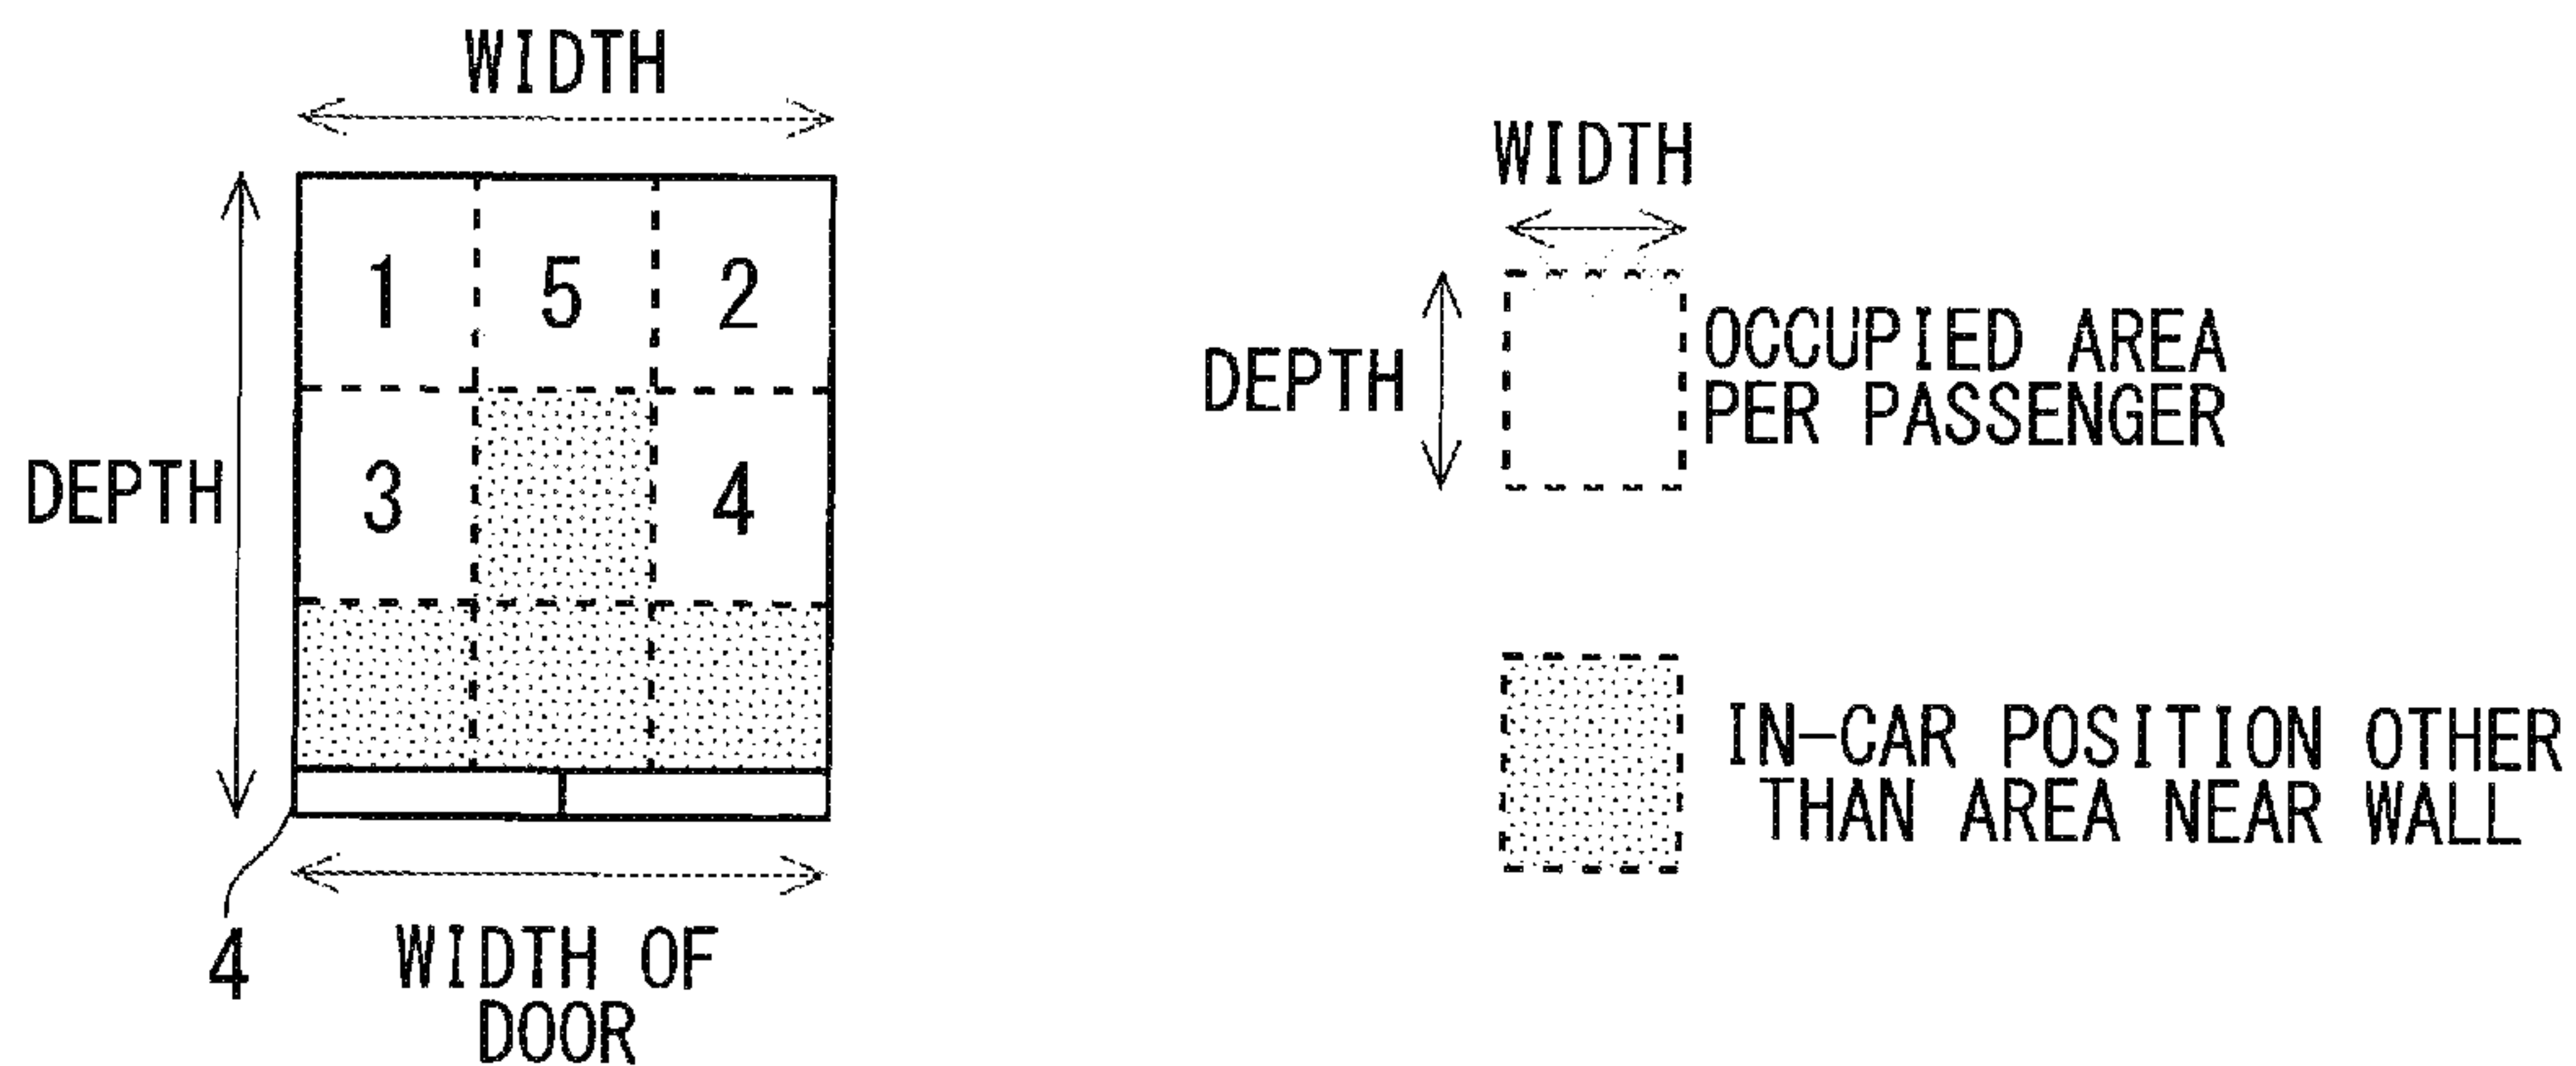 WIDTH
1 5 2
DEPTH
3 4
4
WIDTH OF
DOOR
WIDTH
DEPTH
OCCUPIED AREA
PER PASSENGER
IN-CAR POSITION OTHER
THAN AREA NEAR WALL